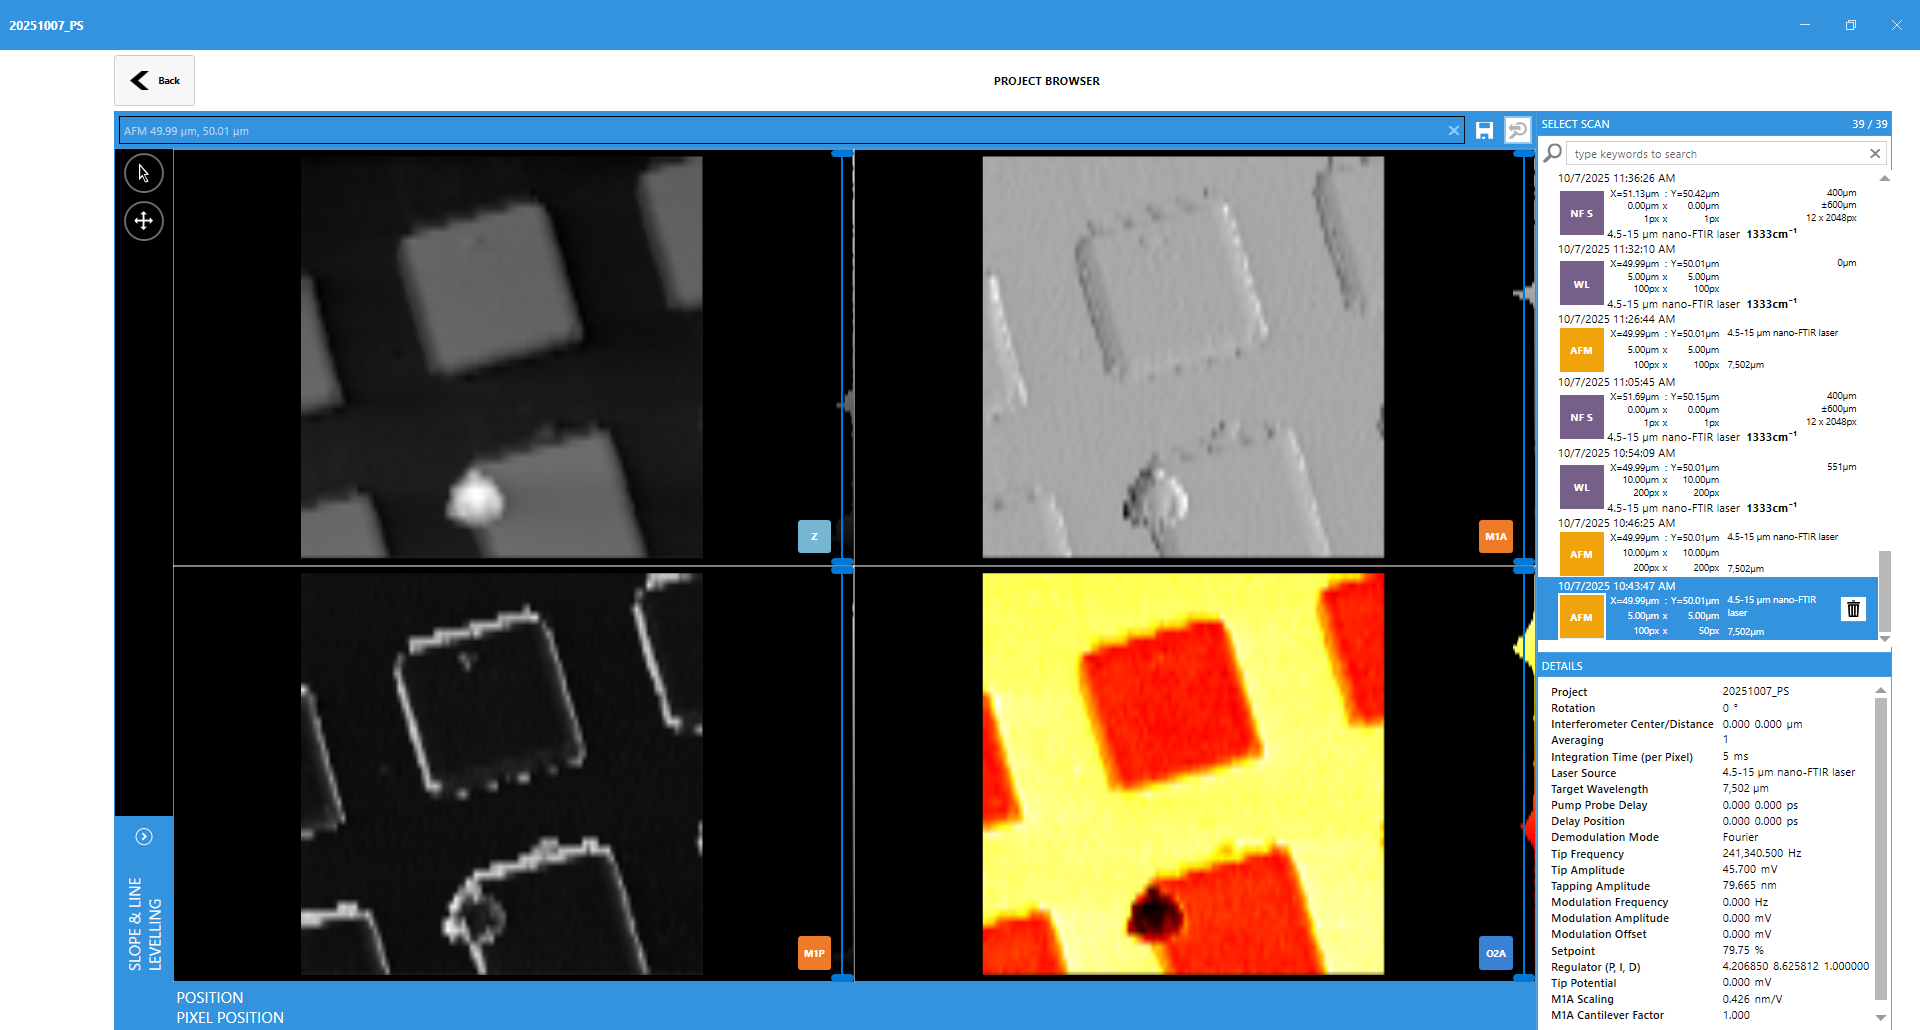 20251007_PS
Back
PROJECT BROWSER
AFM 49.99 µm, 50.01 µm
SELECT SCAN 39 / 39
type keywords to search
10/7/2025 11:36:26 AM
NF S
X=51.13µm : Y=50.42µm 400µm
0.00µm x 0.00µm ±600µm
1px x 1px 12 x 2048px
4.5-15 µm nano-FTIR laser 1333cm⁻¹
10/7/2025 11:32:10 AM
WL
X=49.99µm : Y=50.01µm 0µm
5.00µm x 5.00µm
100px x 100px
4.5-15 µm nano-FTIR laser 1333cm⁻¹
10/7/2025 11:26:44 AM
AFM
X=49.99µm : Y=50.01µm 4.5-15 µm nano-FTIR laser
5.00µm x 5.00µm
100px x 100px 7,502µm
10/7/2025 11:05:45 AM
NF S
X=51.69µm : Y=50.15µm 400µm
0.00µm x 0.00µm ±600µm
1px x 1px 12 x 2048px
4.5-15 µm nano-FTIR laser 1333cm⁻¹
10/7/2025 10:54:09 AM
WL
X=49.99µm : Y=50.01µm 551µm
10.00µm x 10.00µm
200px x 200px
4.5-15 µm nano-FTIR laser 1333cm⁻¹
10/7/2025 10:46:25 AM
AFM
X=49.99µm : Y=50.01µm 4.5-15 µm nano-FTIR laser
10.00µm x 10.00µm
200px x 200px 7,502µm
10/7/2025 10:43:47 AM
AFM
X=49.99µm : Y=50.01µm 4.5-15 µm nano-FTIR
laser
5.00µm x 5.00µm
100px x 50px 7,502µm
Z
M1A
M1P
O2A
SLOPE & LINE
LEVELLING
POSITION
PIXEL POSITION
DETAILS
Project 20251007_PS
Rotation 0 °
Interferometer Center/Distance 0.000 0.000 µm
Averaging 1
Integration Time (per Pixel) 5 ms
Laser Source 4.5-15 µm nano-FTIR laser
Target Wavelength 7,502 µm
Pump Probe Delay 0.000 0.000 ps
Delay Position 0.000 0.000 ps
Demodulation Mode Fourier
Tip Frequency 241,340.500 Hz
Tip Amplitude 45.700 mV
Tapping Amplitude 79.665 nm
Modulation Frequency 0.000 Hz
Modulation Amplitude 0.000 mV
Modulation Offset 0.000 mV
Setpoint 79.75 %
Regulator (P, I, D) 4.206850 8.625812 1.000000
Tip Potential 0.000 mV
M1A Scaling 0.426 nm/V
M1A Cantilever Factor 1.000